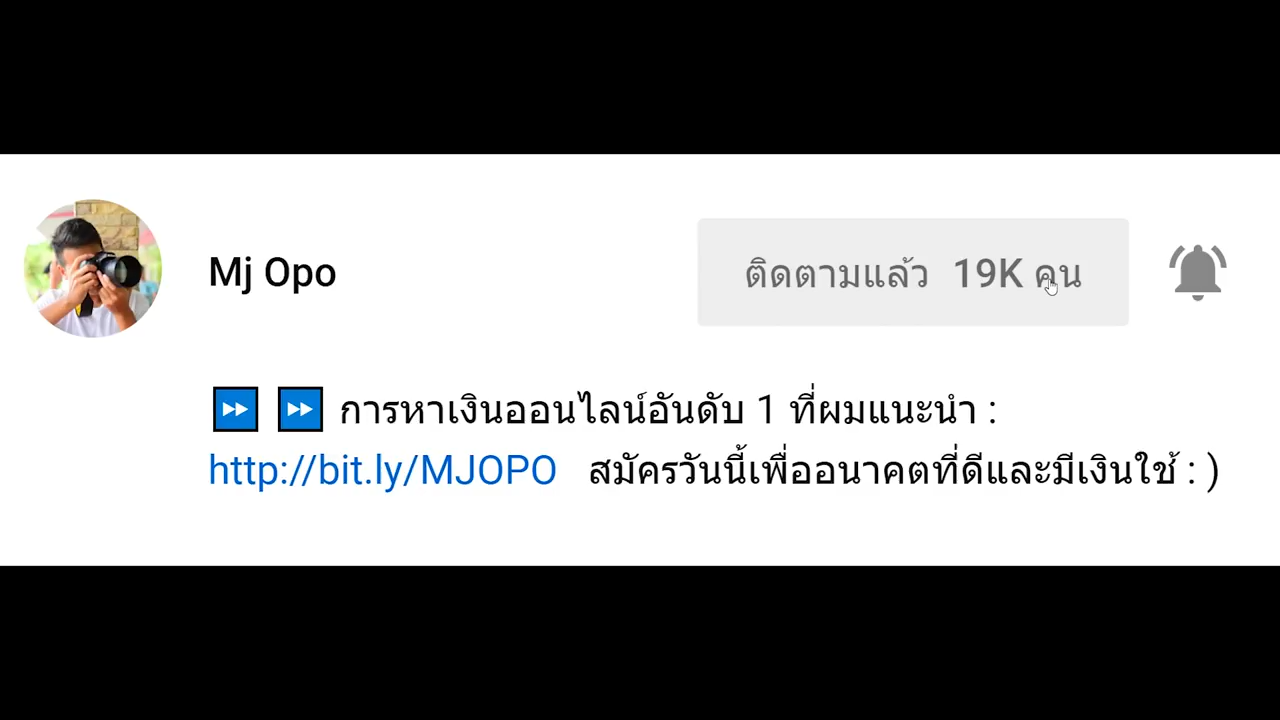 Mj Opo
ติดตามแล้ว 19K คน
⏩ ⏩ การหาเงินออนไลน์อันดับ 1 ที่ผมแนะนำ :
http://bit.ly/MJOPO สมัครวันนี้เพื่ออนาคตที่ดีและมีเงินใช้ : )